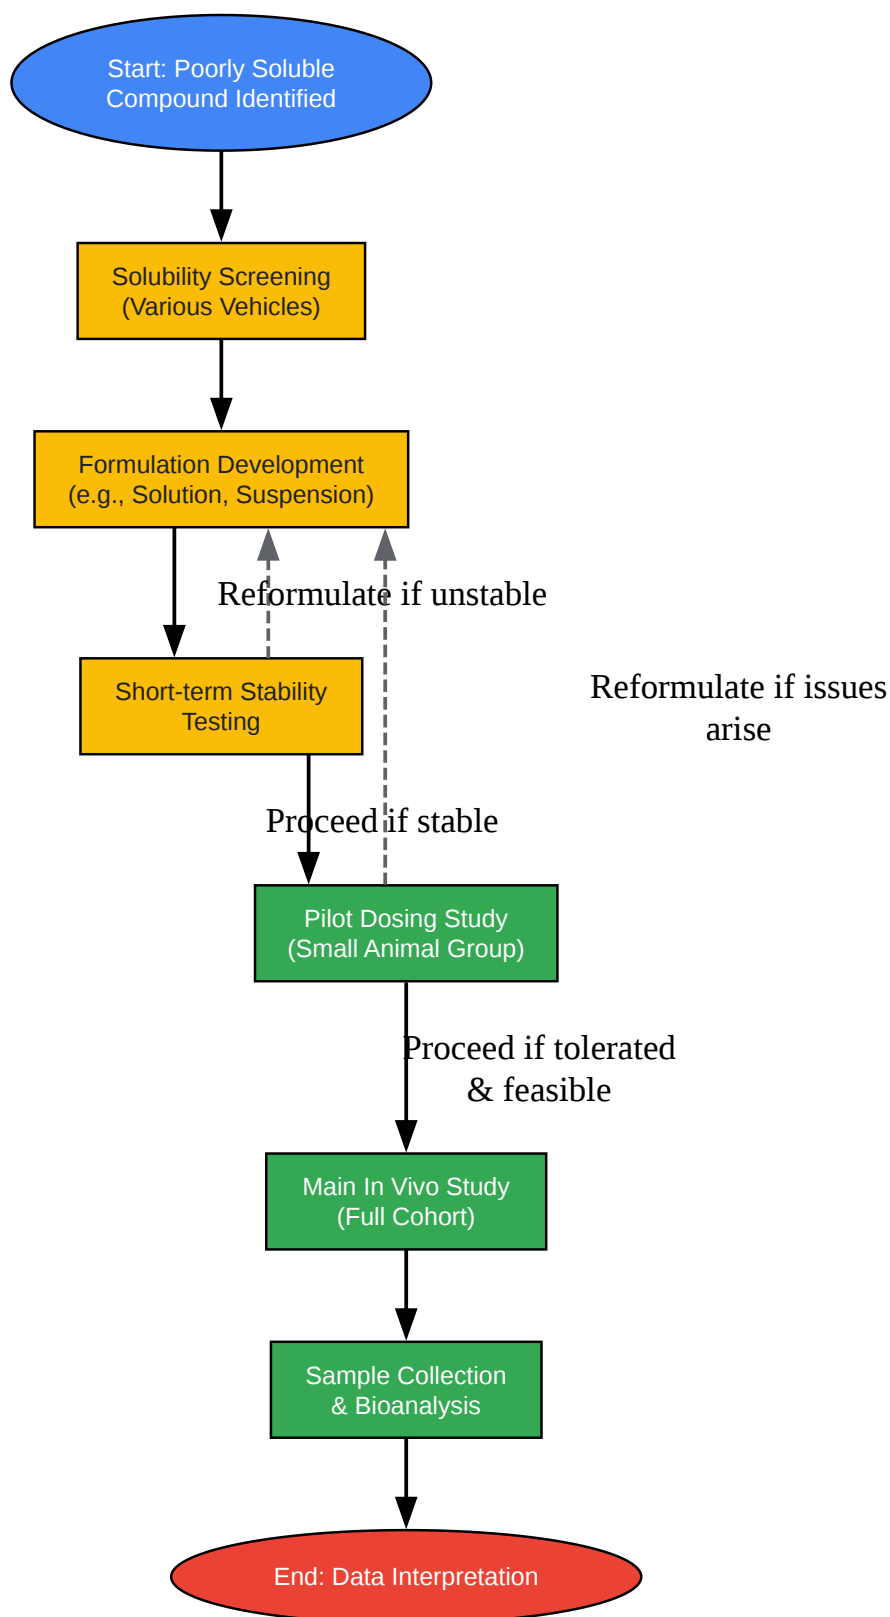 Start: Poorly Soluble
Compound Identified
Solubility Screening
(Various Vehicles)
Formulation Development
(e.g., Solution, Suspension)
Reformulate if unstable
Short-term Stability
Testing
Reformulate if issues
arise
Proceed if stable
Pilot Dosing Study
(Small Animal Group)
Proceed if tolerated
& feasible
Main In Vivo Study
(Full Cohort)
Sample Collection
& Bioanalysis
End: Data Interpretation